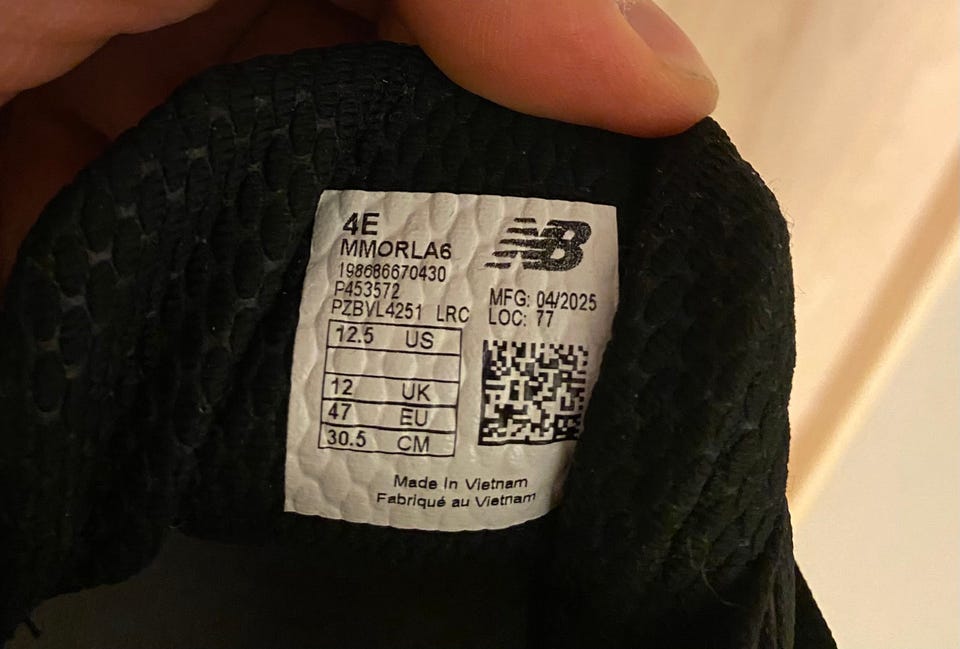 4E
MMORLA6
198686670430
P453572
PZBVL4251 LRC
12.5 US
12 UK
47 EU
30.5 CM
NB
MFG: 04/2025
LOC: 77
Made In Vietnam
Fabriqué au Vietnam